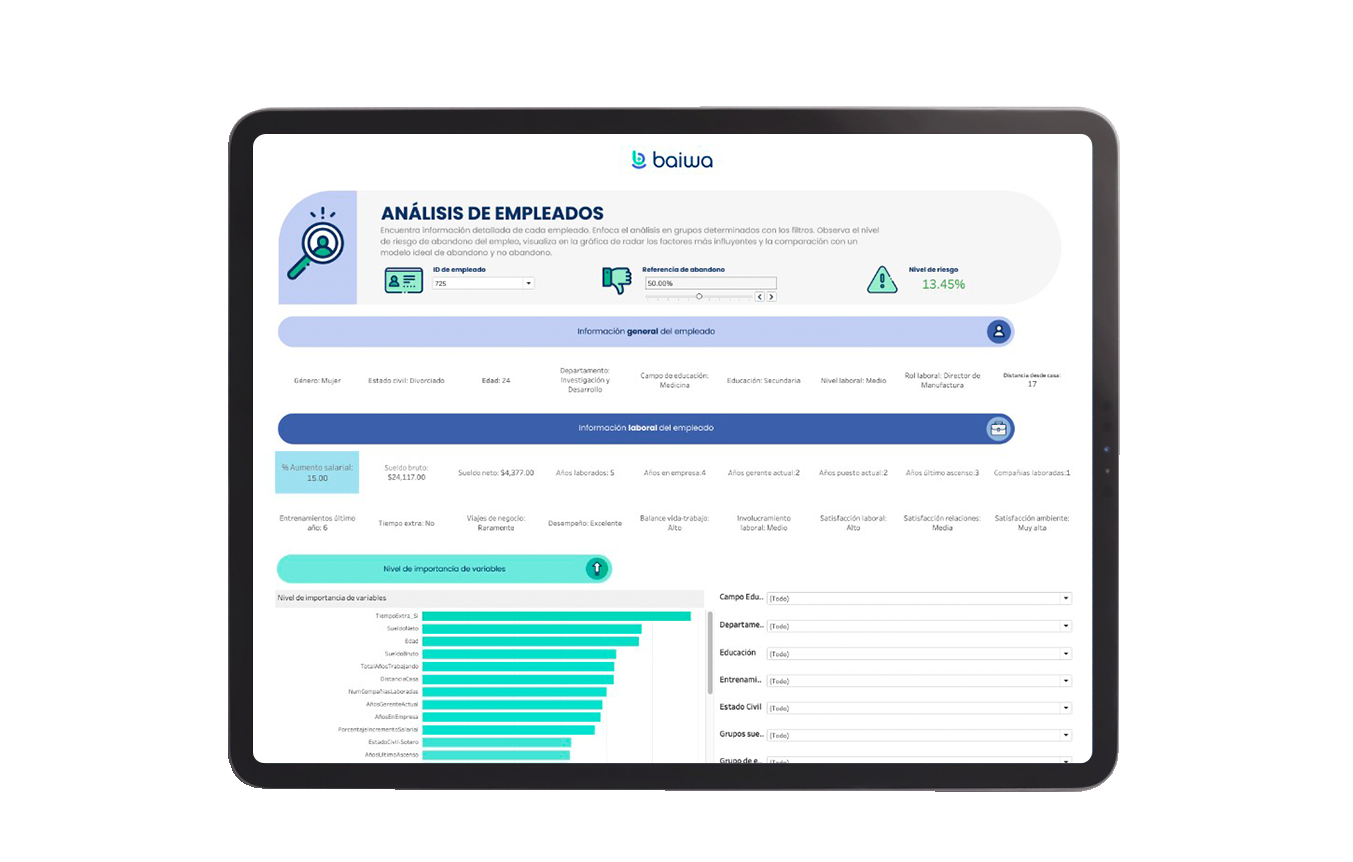 baiwa
ANÁLISIS DE EMPLEADOS
Encuentra información detallada de cada empleado. Enfoca el análisis en grupos determinados con los filtros. Observa el nivel
de riesgo de abandono del empleo, visualiza en la gráfica de radar los factores más influyentes y la comparación con un
modelo ideal de abandono y no abandono.
ID de empleado
725
Referencia de abandono
50.00%
Nivel de riesgo
13.45%
Información general del empleado
Género: Mujer
Estado civil: Divorciado
Edad: 24
Departamento:
Investigación y
Desarrollo
Campo de educación:
Medicina
Educación: Secundaria
Nivel laboral: Medio
Rol laboral: Director de
Manufactura
Distancia desde casa:
17
Información laboral del empleado
% Aumento salarial:
15.00
Sueldo bruto:
$24,117.00
Sueldo neto: $4,377.00
Años laborados: 5
Años en empresa:4
Años gerente actual:2
Años puesto actual:2
Años último ascenso:3
Compañías laboradas:1
Entrenamientos último
año: 6
Tiempo extra: No
Viajes de negocio:
Raramente
Desempeño: Excelente
Balance vida-trabajo:
Alto
Involucramiento
laboral: Medio
Satisfacción laboral:
Alto
Satisfacción relaciones:
Media
Satisfacción ambiente:
Muy alta
Nivel de importancia de variables
Nivel de importancia de variables
TiempoExtra_Si
SueldoNeto
Edad
SueldoBruto
TotalAñosTrabajando
DistanciaCasa
NumCompañiasLaboradas
AñosGerenteActual
AñosEnEmpresa
PorcentajeIncrementoSalarial
EstadoCivil-Soltero
AñosUltimoAscenso
Campo Edu.. (Todo)
Departame.. (Todo)
Educación (Todo)
Entrenami.. (Todo)
Estado Civil (Todo)
Grupos sue.. (Todo)
Grupo de e.. (Todo)